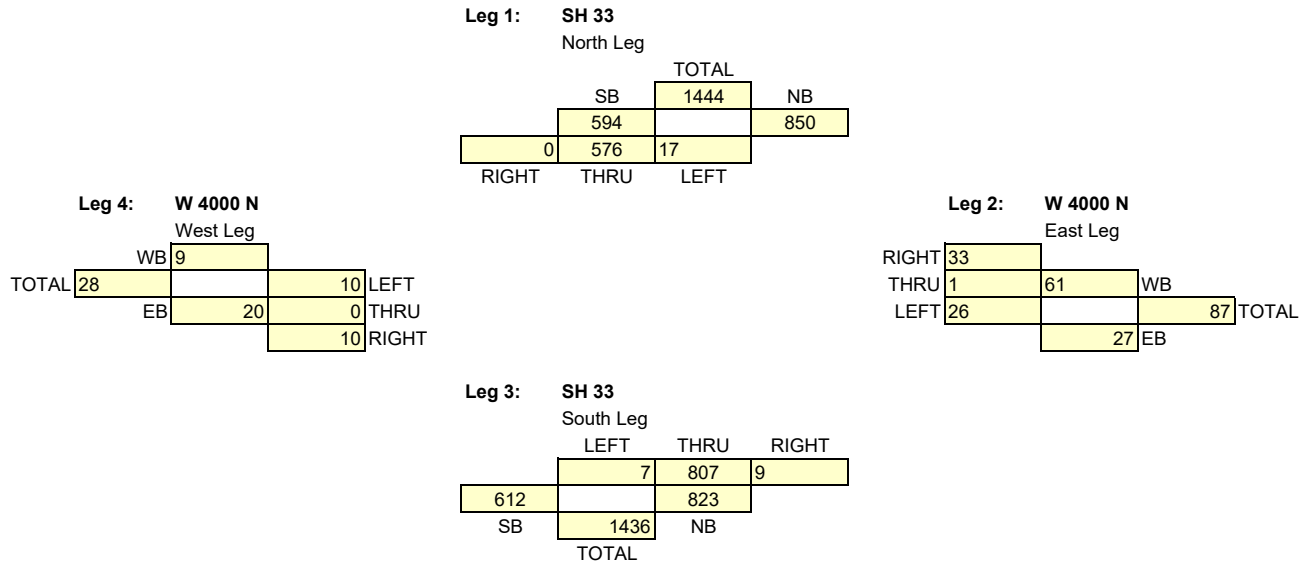 Leg 1: SH 33
North Leg
TOTAL
SB 1444 NB
594 850
0 576 17
RIGHT THRU LEFT
Leg 4: W 4000 N
West Leg
WB 9
TOTAL 28 10 LEFT
EB 20 0 THRU
10 RIGHT
Leg 2: W 4000 N
East Leg
RIGHT 33
THRU 1 61 WB
LEFT 26 87 TOTAL
27 EB
Leg 3: SH 33
South Leg
LEFT THRU RIGHT
7 807 9
612 823
SB 1436 NB
TOTAL